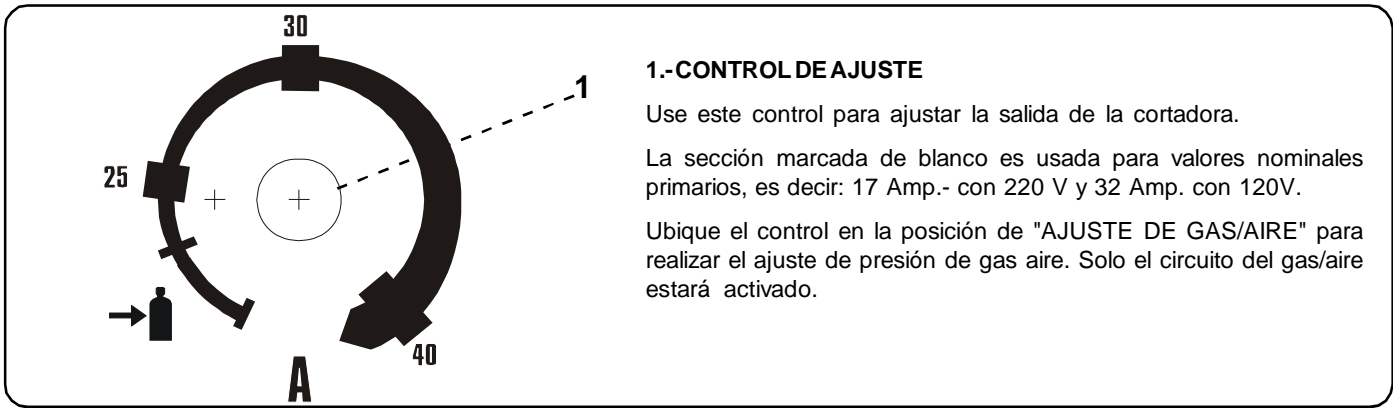 30
1
25
40
A
1.-CONTROL DE AJUSTE
Use este control para ajustar la salida de la cortadora.
La sección marcada de blanco es usada para valores nominales
primarios, es decir: 17 Amp.- con 220 V y 32 Amp. con 120V.
Ubique el control en la posición de "AJUSTE DE GAS/AIRE" para
realizar el ajuste de presión de gas aire. Solo el circuito del gas/aire
estará activado.